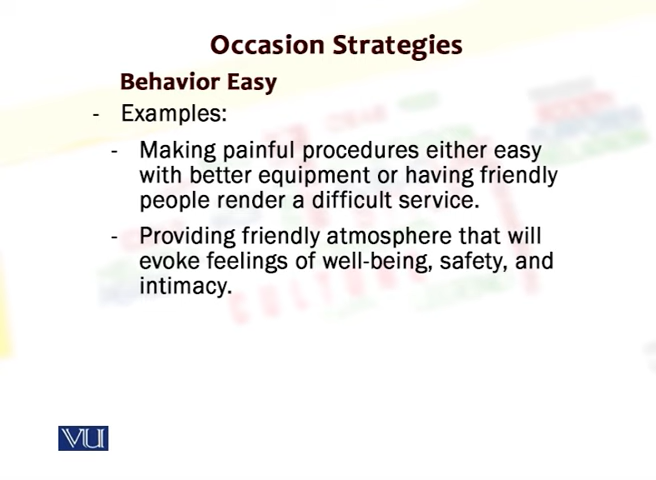 Occasion Strategies
Behavior Easy
- Examples:
- Making painful procedures either easy
with better equipment or having friendly
people render a difficult service.
- Providing friendly atmosphere that will
evoke feelings of well-being, safety, and
intimacy.
VU